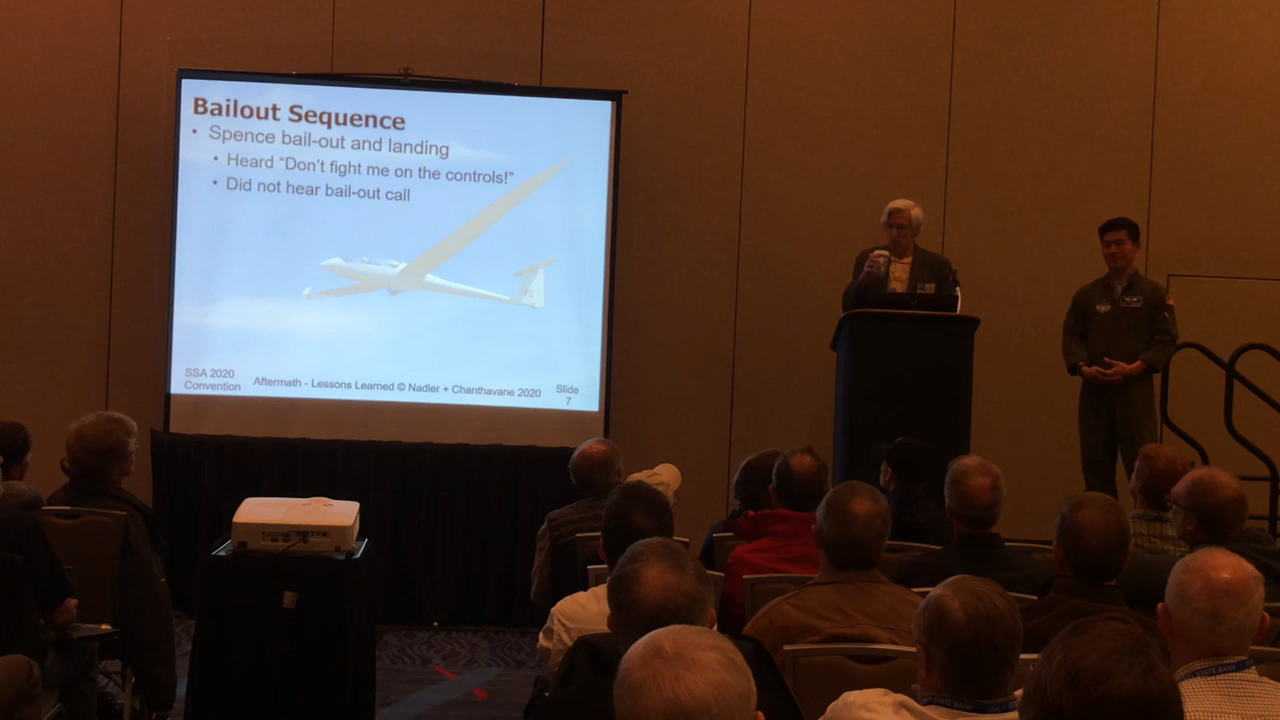 Bailout Sequence
• Spence bail-out and landing
• Heard “Don’t fight me on the controls!”
• Did not hear bail-out call
SSA 2020
Convention
Aftermath - Lessons Learned © Nadler + Chanthavane 2020
Slide
7